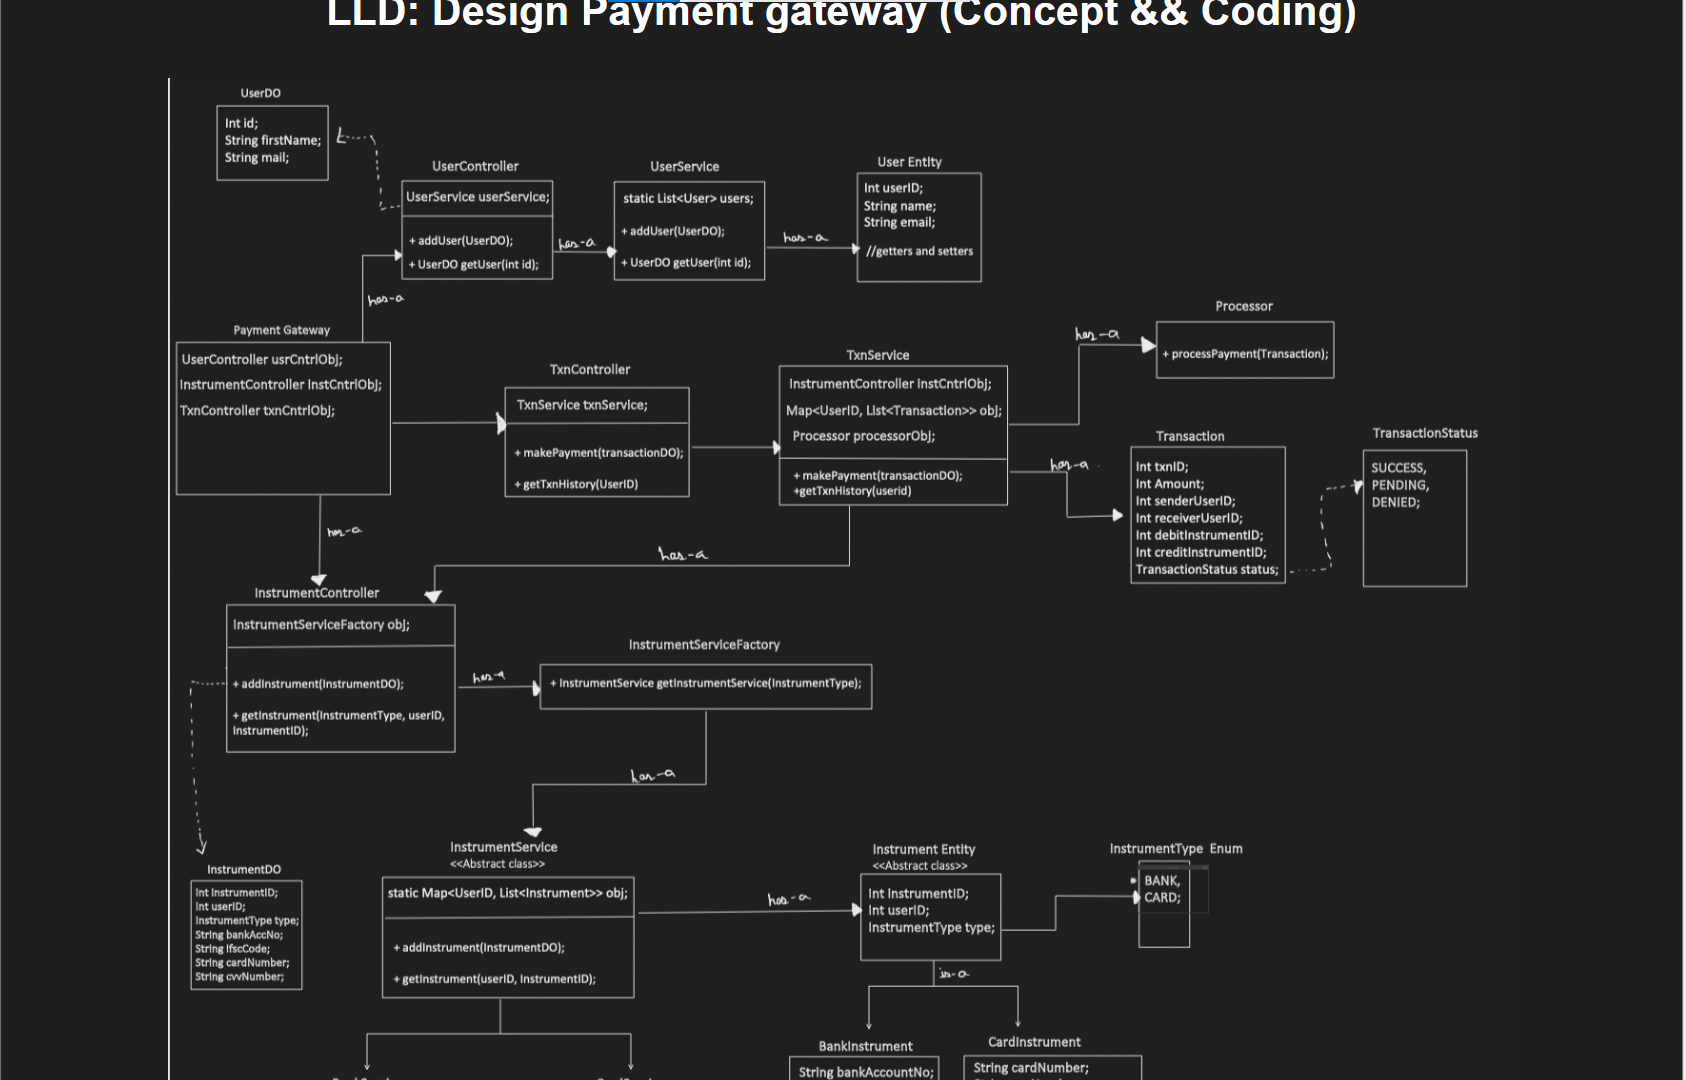 LLD: Design Payment gateway (Concept && Coding)
UserDO
Int id;
String firstName;
String mail;
UserController
UserService userService;
+ addUser(UserDO);
+ UserDO getUser(int id);
has-a
UserService
static List<User> users;
+ addUser(UserDO);
+ UserDO getUser(int id);
has-a
User Entity
Int userID;
String name;
String email;
//getters and setters
has-a
Payment Gateway
UserController usrCntrlObj;
InstrumentController InstCntrlObj;
TxnController txnCntrlObj;
TxnController
TxnService txnService;
+ makePayment(transactionDO);
+ getTxnHistory(UserID)
TxnService
InstrumentController InstCntrlObj;
Map<UserID, List<Transaction>> obj;
Processor processorObj;
+ makePayment(transactionDO);
+getTxnHistory(userid)
has-a
Processor
+ processPayment(Transaction);
has-a
Transaction
Int txnID;
Int Amount;
Int senderUserID;
Int receiverUserID;
Int debitInstrumentID;
Int creditInstrumentID;
TransactionStatus status;
TransactionStatus
SUCCESS,
PENDING,
DENIED;
has-a
has-a
InstrumentController
InstrumentServiceFactory obj;
+ addInstrument(InstrumentDO);
+ getInstrument(InstrumentType, userID,
InstrumentID);
has-a
InstrumentServiceFactory
+ InstrumentService getInstrumentService(InstrumentType);
has-a
InstrumentDO
Int InstrumentID;
Int userID;
InstrumentType type;
String bankAccNo;
String IfscCode;
String cardNumber;
String cvvNumber;
InstrumentService
<<Abstract class>>
static Map<UserID, List<Instrument>> obj;
+ addInstrument(InstrumentDO);
+ getInstrument(userID, InstrumentID);
has-a
Instrument Entity
<<Abstract class>>
Int InstrumentID;
Int userID;
InstrumentType type;
InstrumentType Enum
BANK,
CARD;
is-a
BankInstrument
String bankAccountNo;
CardInstrument
String cardNumber;